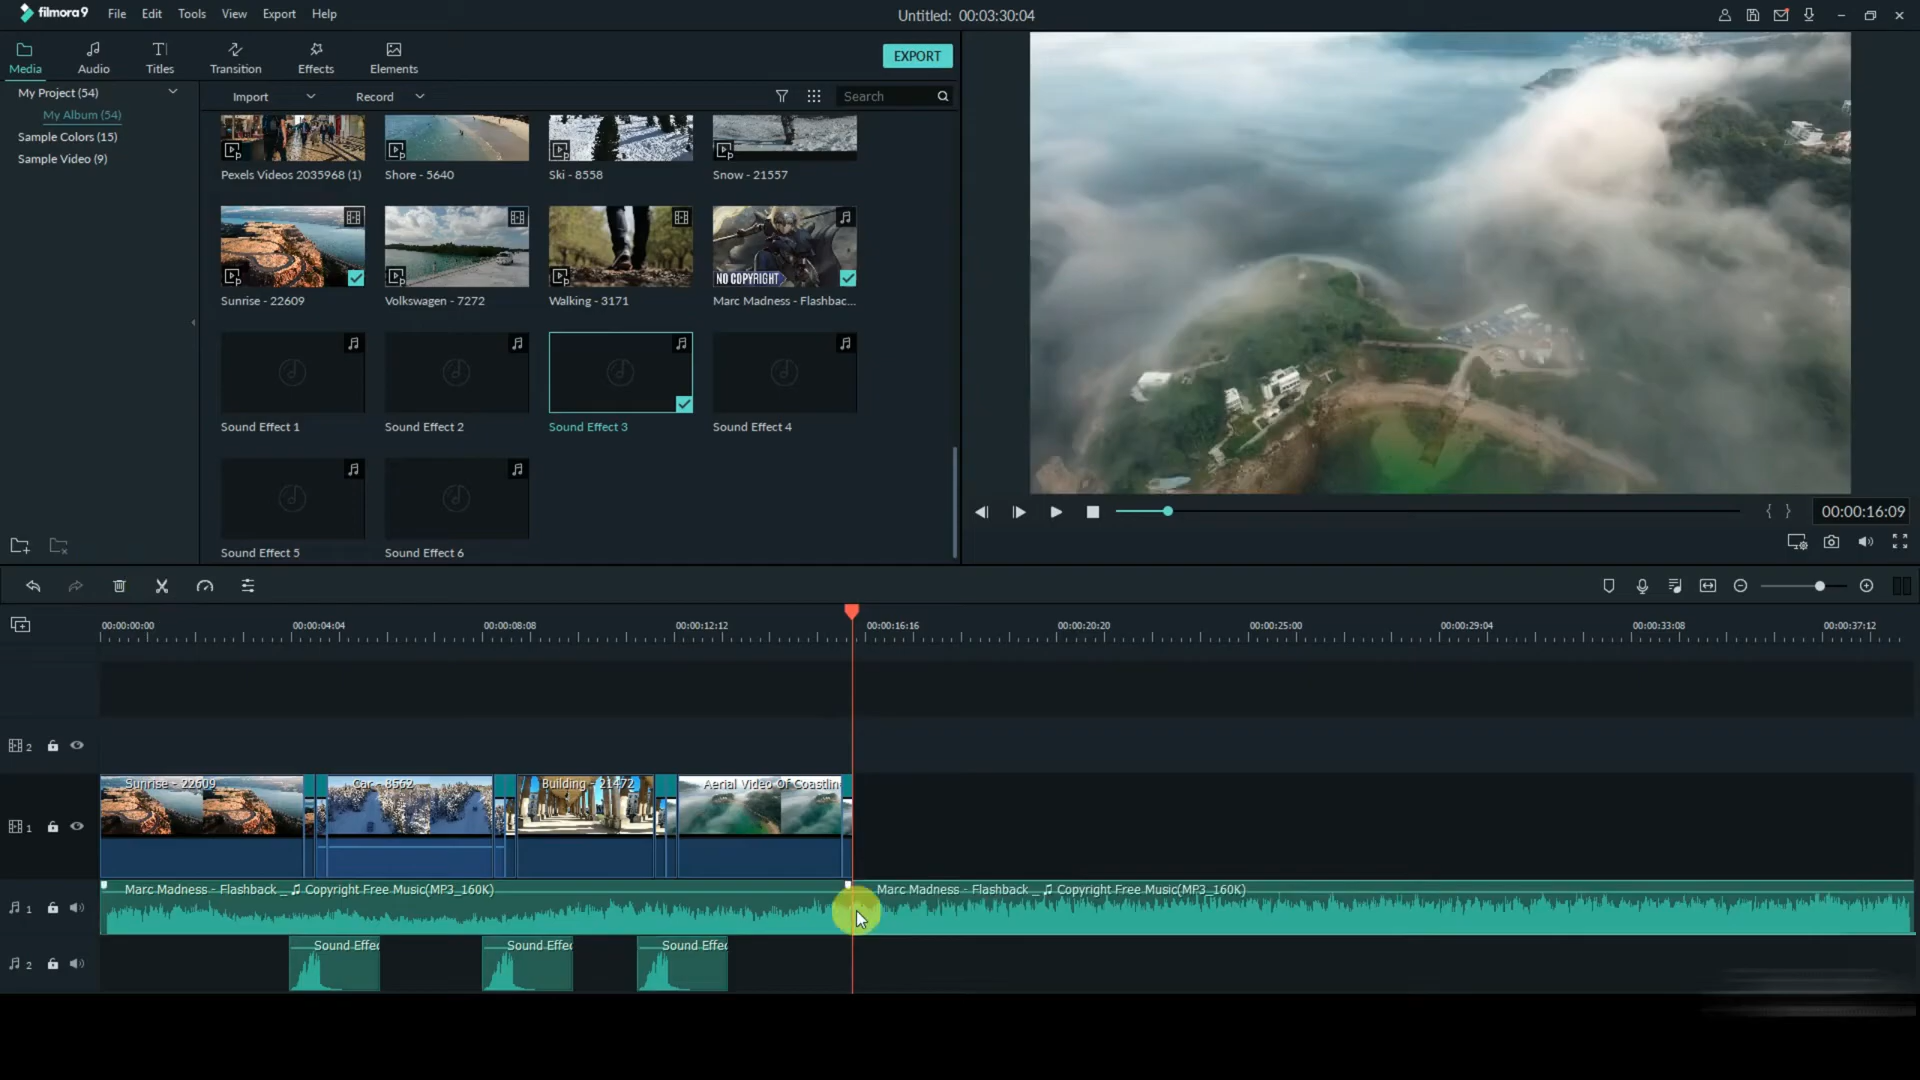 filmora9 File Edit Tools View Export Help
Untitled: 00:03:30:04
Media Audio Titles Transition Effects Elements
EXPORT
My Project (54)
My Album (54)
Sample Colors (15)
Sample Video (9)
Import Record Search
Pexels Videos 2035968 (1) Shore - 5640 Ski - 8558 Snow - 21557
NO COPYRIGHT
Sunrise - 22609 Volkswagen - 7272 Walking - 3171 Marc Madness - Flashbac...
Sound Effect 1 Sound Effect 2 Sound Effect 3 Sound Effect 4
Sound Effect 5 Sound Effect 6
00:00:16:09
00:00:00:00 00:00:04:04 00:00:08:08 00:00:12:12 00:00:16:16 00:00:20:20 00:00:25:00 00:00:29:04 00:00:33:08 00:00:37:12
2
Sunrise - 22609 Car - 8562 Building - 21472 Aerial Video Of Coastlin
1
Marc Madness - Flashback _ ♫ Copyright Free Music(MP3_160K) Marc Madness - Flashback _ ♫ Copyright Free Music(MP3_160K)
1
Sound Effec Sound Effec Sound Effec
2